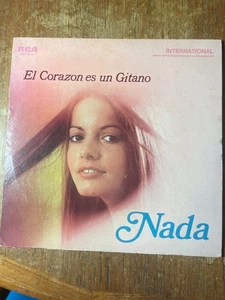 RCA
INTERNATIONAL
El Corazon es un Gitano
Nada